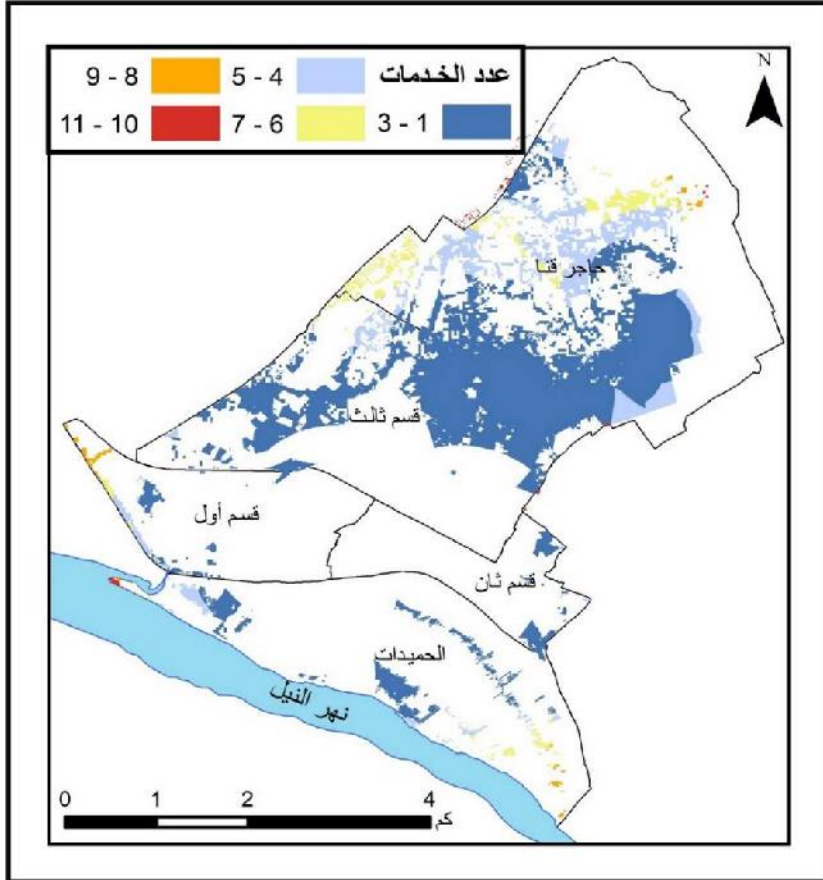 عدد الخدمات 4 - 5 8 - 9
1 - 3 6 - 7 10 - 11
N
حاجر قنا
قسم ثالث
قسم أول
قسم ثان
الحميدات
نهر النيل
0 1 2 4
كم